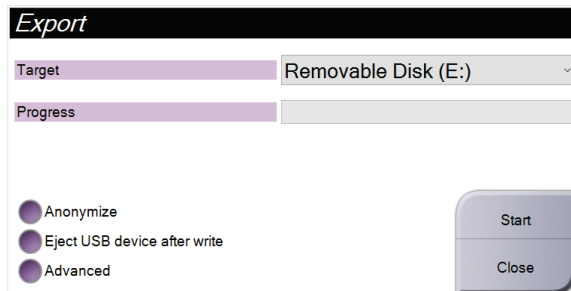 Export
Target
Removable Disk (E:)
Progress
Anonymize
Eject USB device after write
Advanced
Start
Close